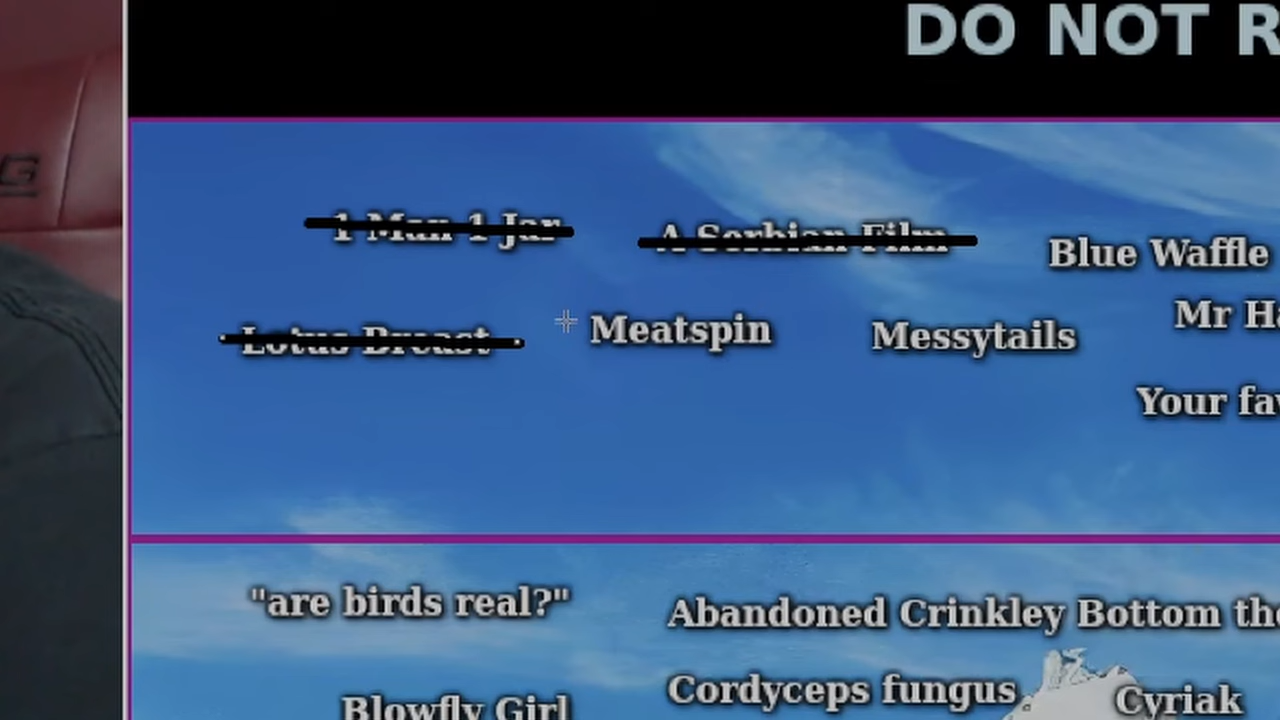 DO NOT R
1 Man 1 Jar
A Serbian Film
Blue Waffle
Mr Ha
Lotus Breast
Meatspin
Messytails
Your fav
"are birds real?"
Abandoned Crinkley Bottom the
Cordyceps fungus
Cyriak
Blowfly Girl
G